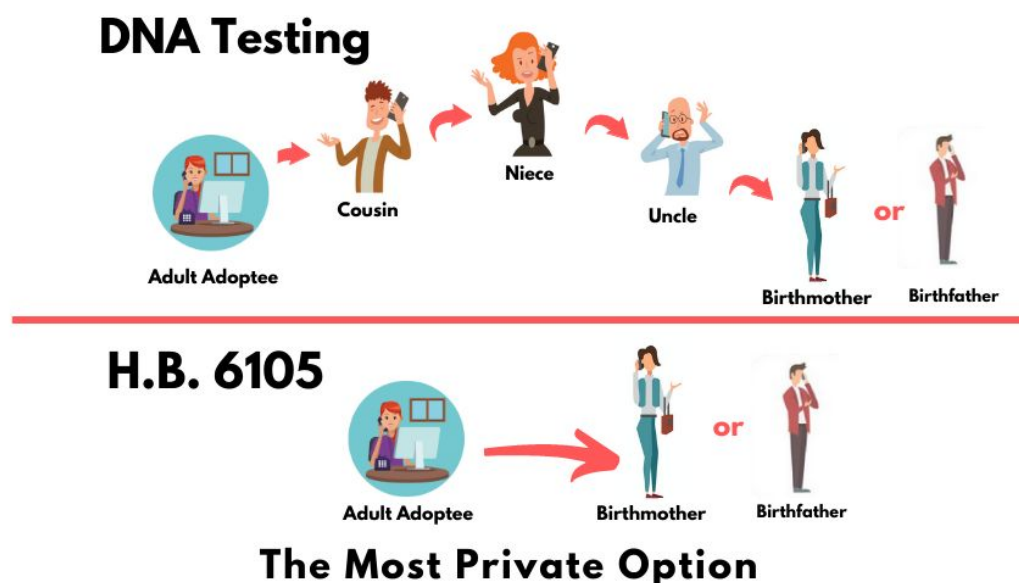 DNA Testing
Cousin
Niece
Uncle
or
Adult Adoptee
Birthmother
Birthfather
H.B. 6105
or
Adult Adoptee
Birthmother
Birthfather
The Most Private Option